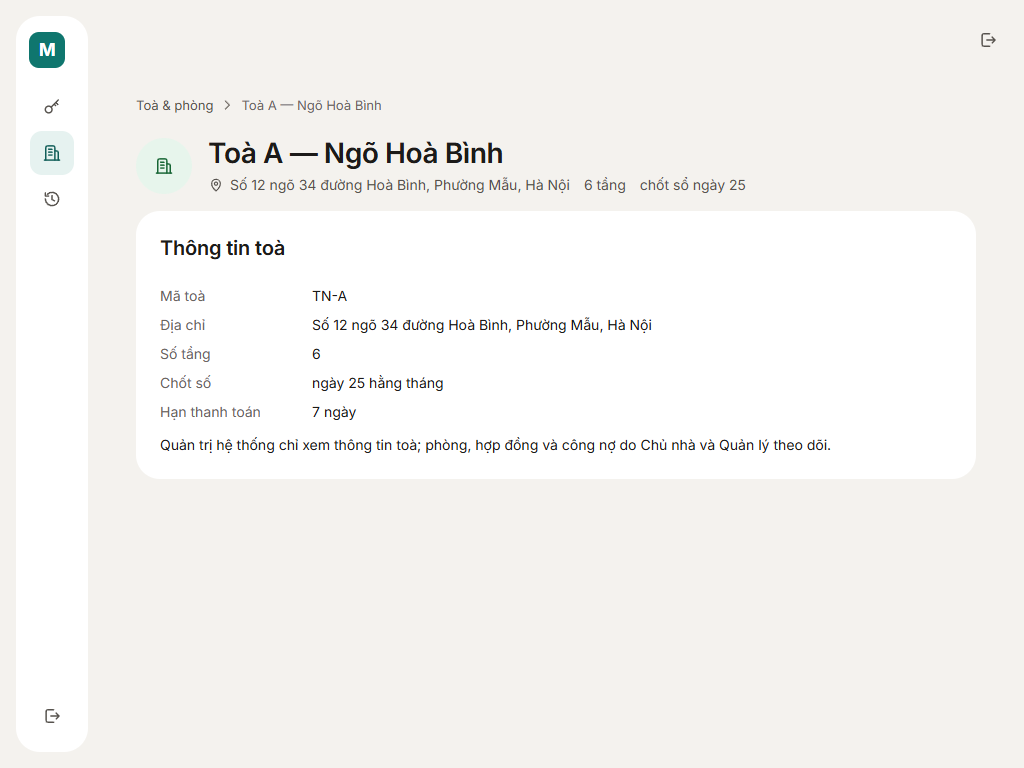 M
Toà & phòng > Toà A — Ngõ Hoà Bình
Toà A — Ngõ Hoà Bình
Số 12 ngõ 34 đường Hoà Bình, Phường Mẫu, Hà Nội 6 tầng chốt sổ ngày 25
Thông tin toà
Mã toà TN-A
Địa chỉ Số 12 ngõ 34 đường Hoà Bình, Phường Mẫu, Hà Nội
Số tầng 6
Chốt số ngày 25 hằng tháng
Hạn thanh toán 7 ngày
Quản trị hệ thống chỉ xem thông tin toà; phòng, hợp đồng và công nợ do Chủ nhà và Quản lý theo dõi.